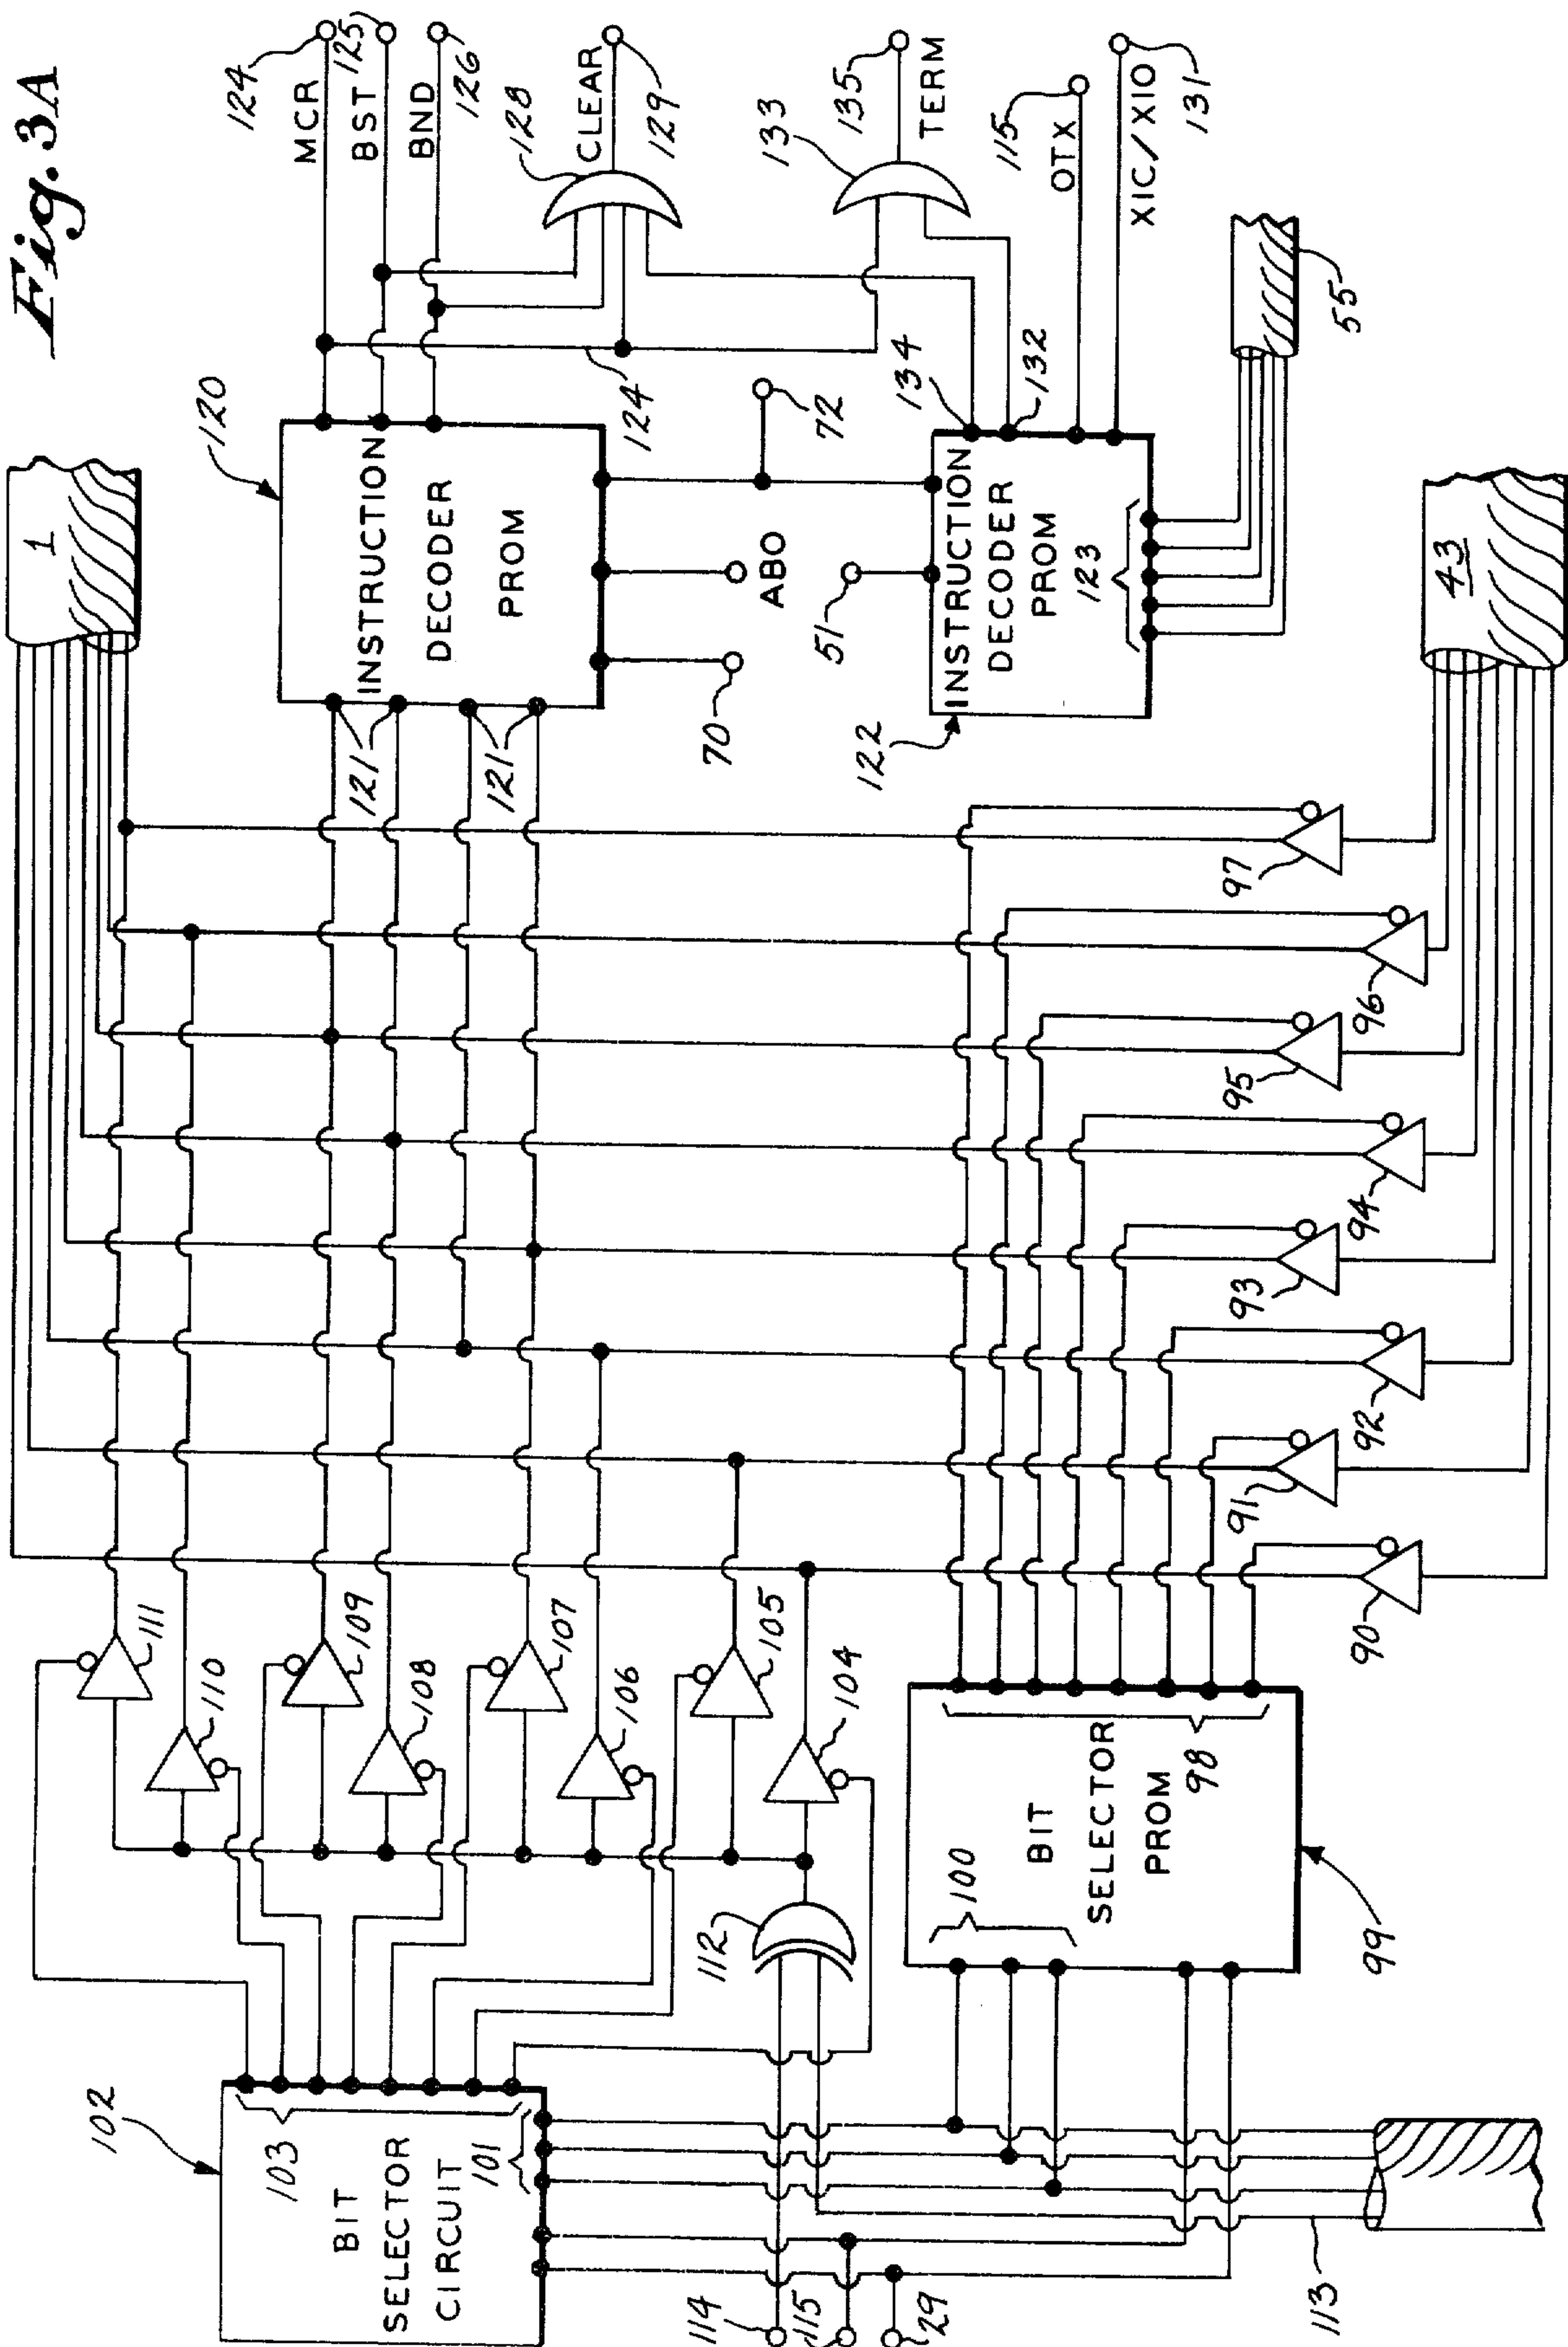 Fig. 3A
1
120
INSTRUCTION
DECODER
PROM
121
121
70
ABO
72
MCR
124
BST
125
BND
126
128
CLEAR
129
124
133
135
TERM
134
132
115
OTX
XIC/XIO
131
51
INSTRUCTION
DECODER
PROM
123
122
55
43
97
96
95
94
93
92
91
90
111
110
109
108
107
106
105
104
112
102
103
BIT
SELECTOR
CIRCUIT
101
100
BIT
SELECTOR
PROM
98
99
114
115
29
113